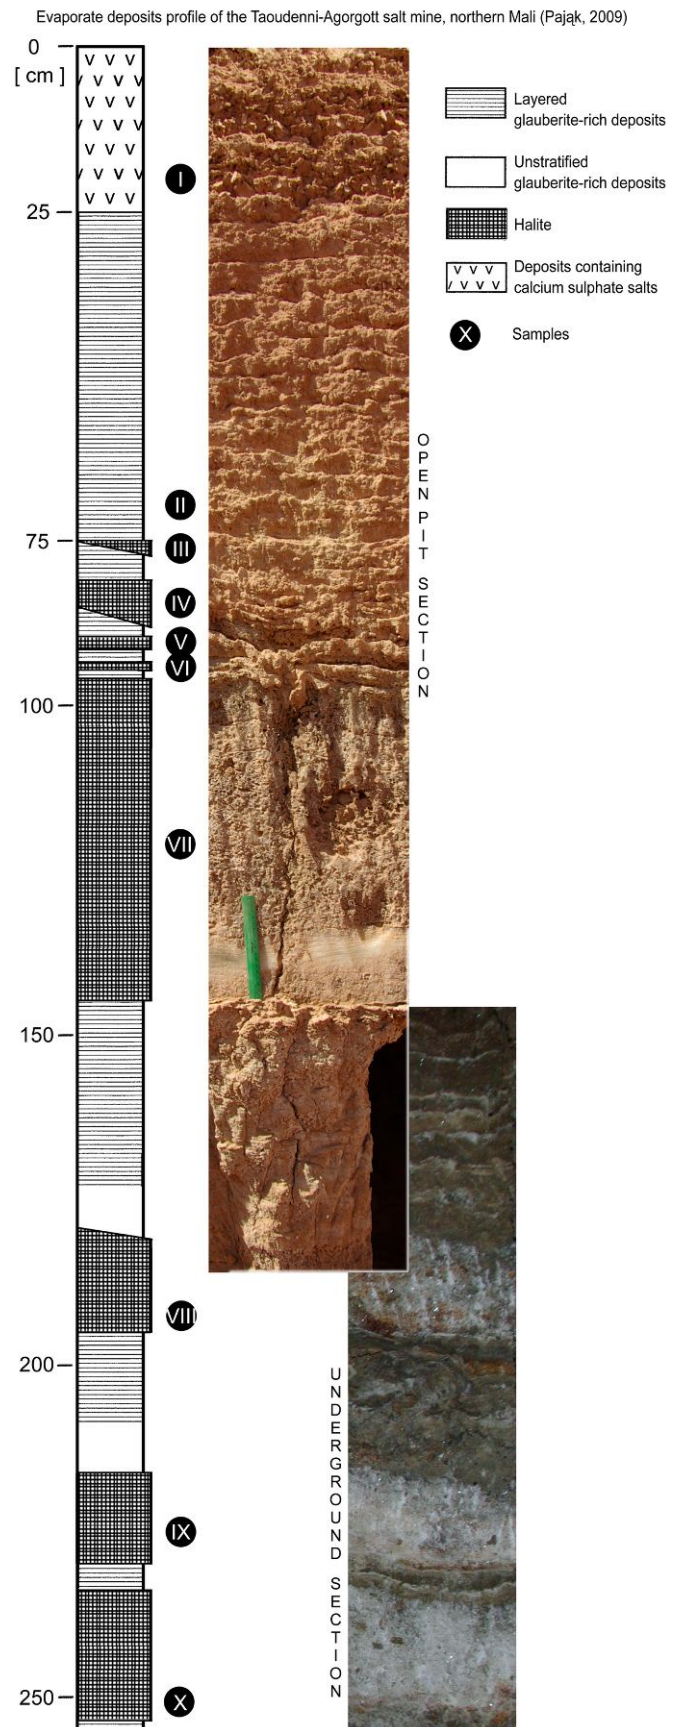 Evaporate deposits profile of the Taoudenni-Agorgott salt mine, northern Mali (Pająk, 2009)
0
[ cm ]
25
75
100
150
200
250
I
II
III
IV
V
VI
VII
VIII
IX
X
Layered
glauberite-rich deposits
Unstratified
glauberite-rich deposits
Halite
Deposits containing
calcium sulphate salts
X Samples
OPEN PIT SECTION
UNDERGROUND SECTION